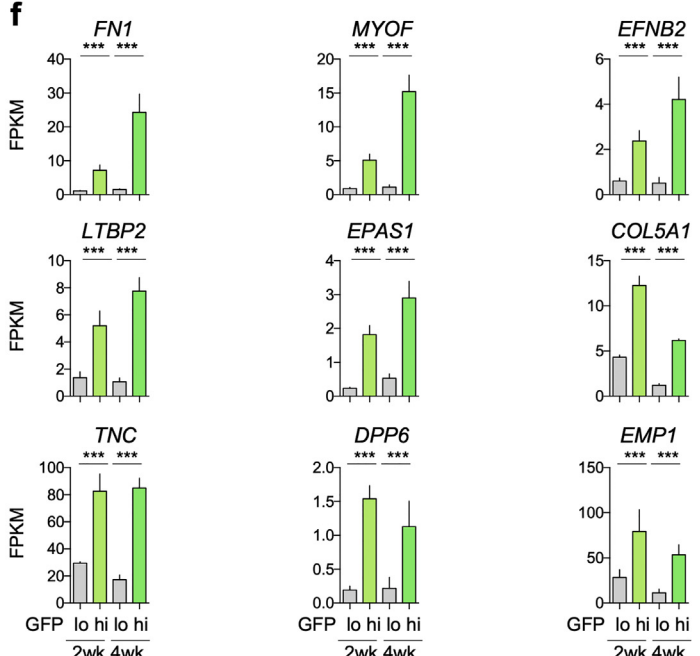 f
FN1 MYOF EFNB2
*** *** *** *** *** ***
FPKM
40 30 20 10 0
20 15 10 5 0
6 4 2 0
LTBP2 EPAS1 COL5A1
*** *** *** *** *** ***
FPKM
10 8 6 4 2 0
4 3 2 1 0
15 10 5 0
TNC DPP6 EMP1
*** *** *** *** *** ***
FPKM
100 80 60 40 20 0
2.0 1.5 1.0 0.5 0.0
150 100 50 0
GFP lo hi lo hi GFP lo hi lo hi GFP lo hi lo hi
2wk 4wk 2wk 4wk 2wk 4wk